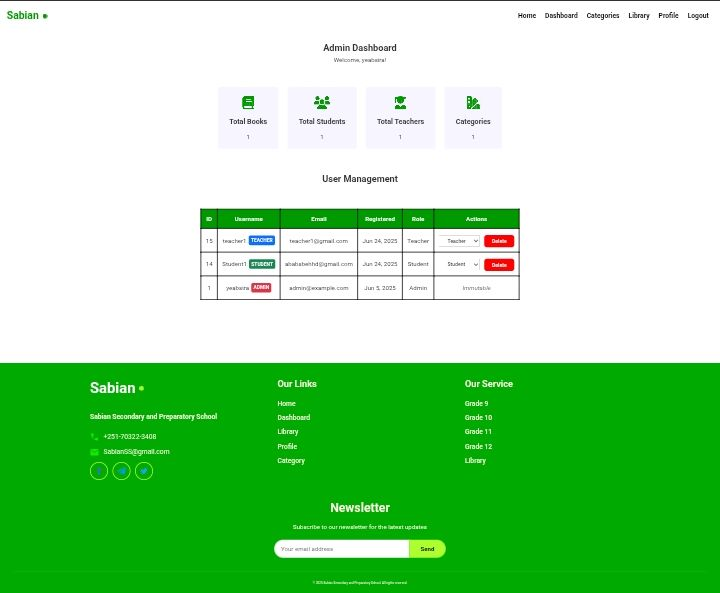 Sabian
Home Dashboard Categories Library Profile Logout
Admin Dashboard
Welcome, yeabsira!
Total Books Total Students Total Teachers Categories
1 1 1 1
User Management
ID Username Email Registered Role Actions
15 teacher1 TEACHER teacher1@gmail.com Jun 24, 2025 Teacher Teacher Delete
14 Student1 STUDENT Jun 24, 2025 Student Student Delete
1 yeabsira ADMIN admin@example.com Jun 5, 2025 Admin Immutable
Sabian
Sabian Secondary and Preparatory School
+251-70322-3408
SabianSS@gmail.com
Our Links
Home
Dashboard
Library
Profile
Category
Our Service
Grade 9
Grade 10
Grade 11
Grade 12
Library
Newsletter
Subscribe to our newsletter for the latest updates
Your email address Send
© 2025 Sabian Secondary and Preparatory School. All rights reserved.